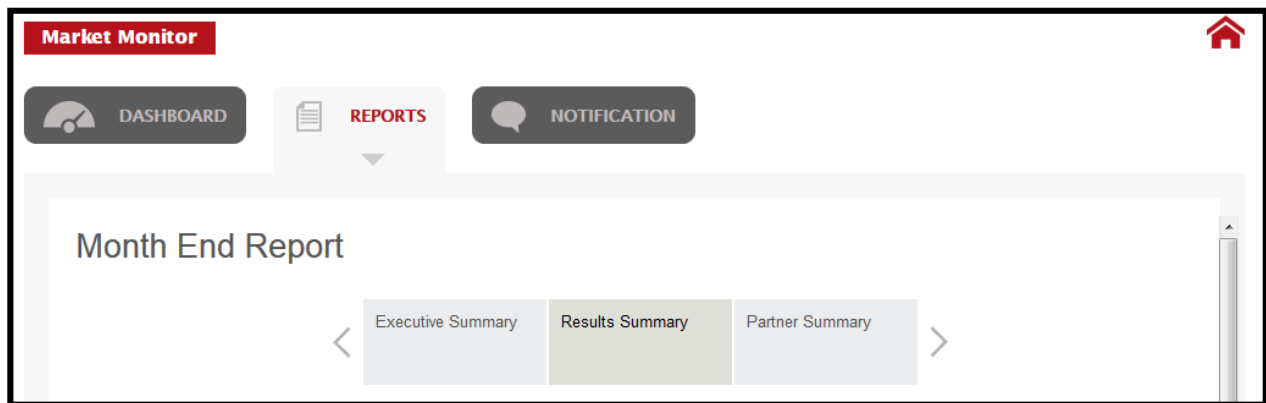 Market Monitor
DASHBOARD
REPORTS
NOTIFICATION
Month End Report
Executive Summary
Results Summary
Partner Summary